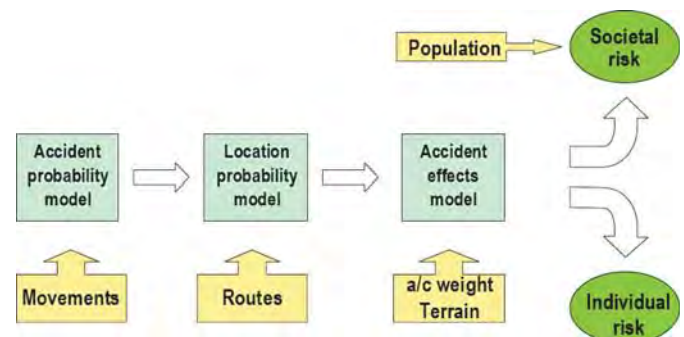 Population
Societal
risk
Accident
probability
model
Location
probability
model
Accident
effects
model
Movements
Routes
a/c weight
Terrain
Individual
risk